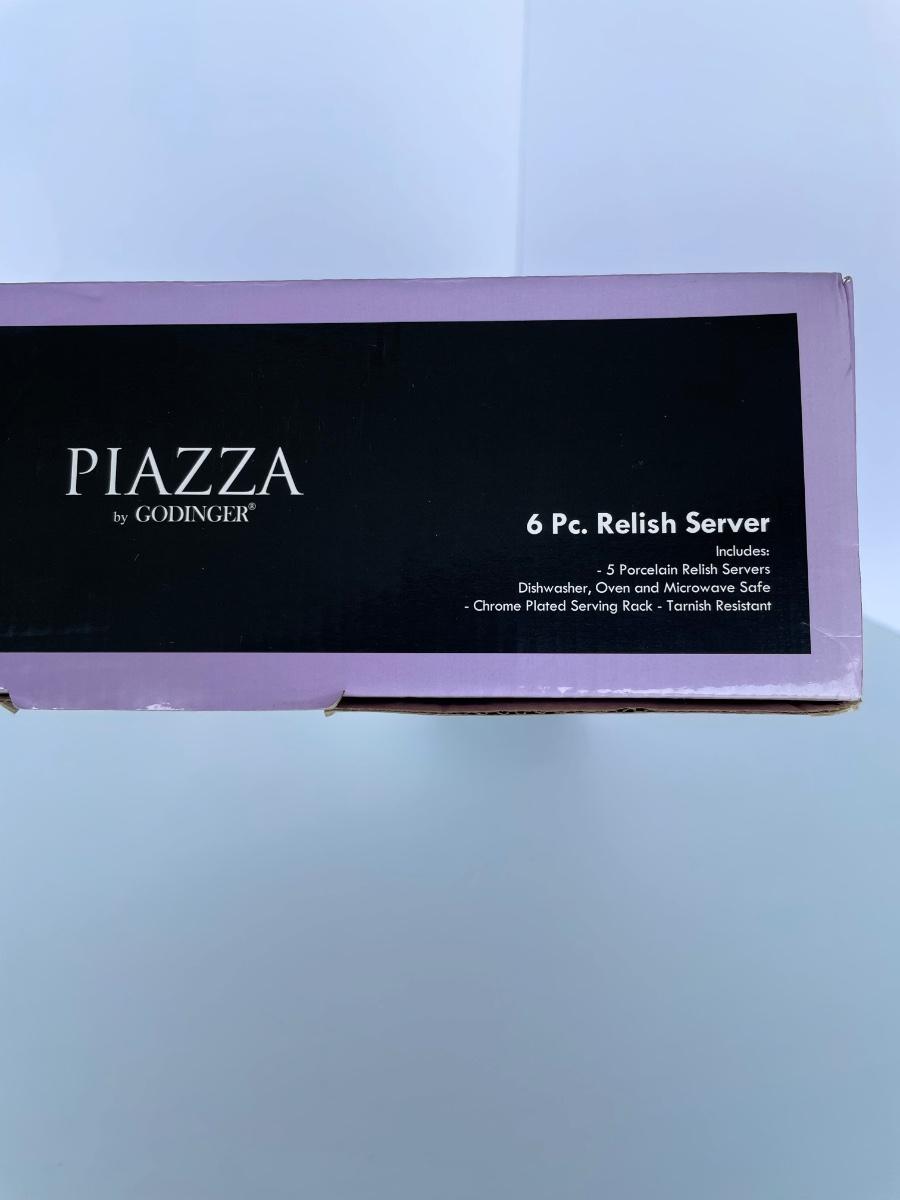 PIAZZA
by GODINGER®
6 Pc. Relish Server
Includes:
- 5 Porcelain Relish Servers
Dishwasher, Oven and Microwave Safe
- Chrome Plated Serving Rack - Tarnish Resistant